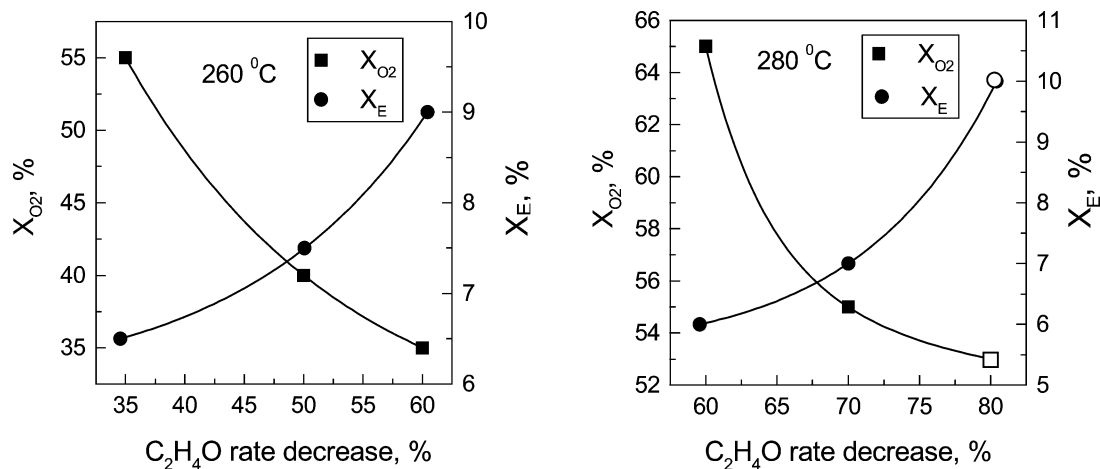 260 ⁰C
X_O2
X_E
55
50
45
40
35
X_O2, %
10
9
8
7
6
X_E, %
35 40 45 50 55 60
C₂H₄O rate decrease, %
280 ⁰C
X_O2
X_E
66
64
62
60
58
56
54
52
X_O2, %
11
10
9
8
7
6
5
X_E, %
60 65 70 75 80
C₂H₄O rate decrease, %